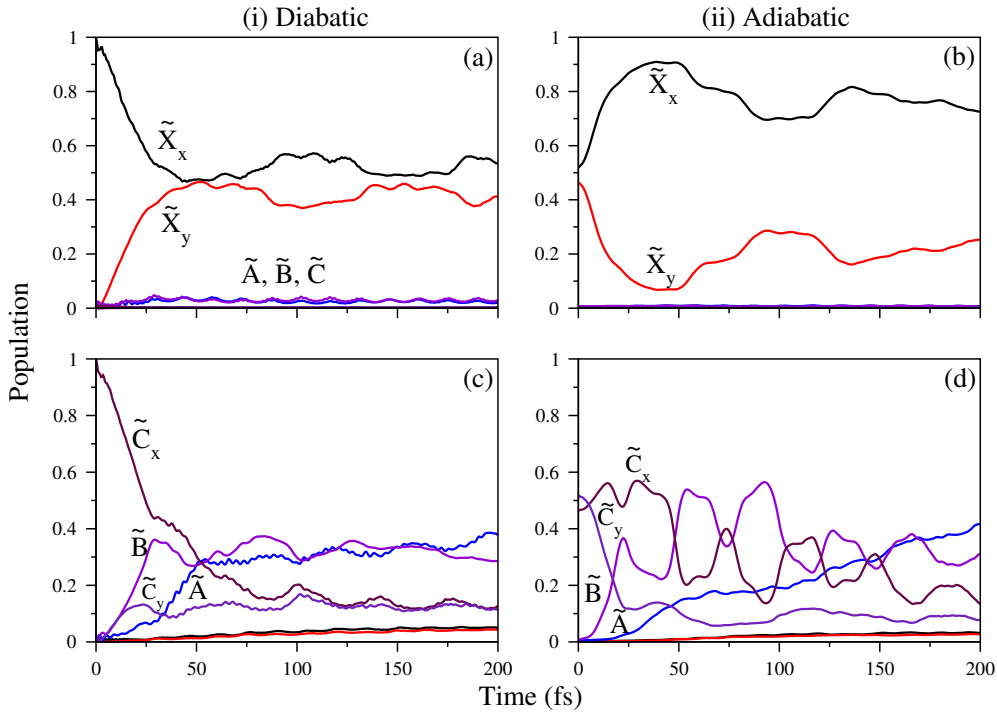 (i) Diabatic
(ii) Adiabatic
1
0.8
0.6
0.4
0.2
0
(a)
X̃x
X̃y
Ã, B̃, C̃
1
0.8
0.6
0.4
0.2
0
(b)
X̃x
X̃y
Population
1
0.8
0.6
0.4
0.2
0
(c)
C̃x
B̃
C̃y
Ã
0 50 100 150 200
1
0.8
0.6
0.4
0.2
0
(d)
C̃x
C̃y
B̃
Ã
0 50 100 150 200
Time (fs)